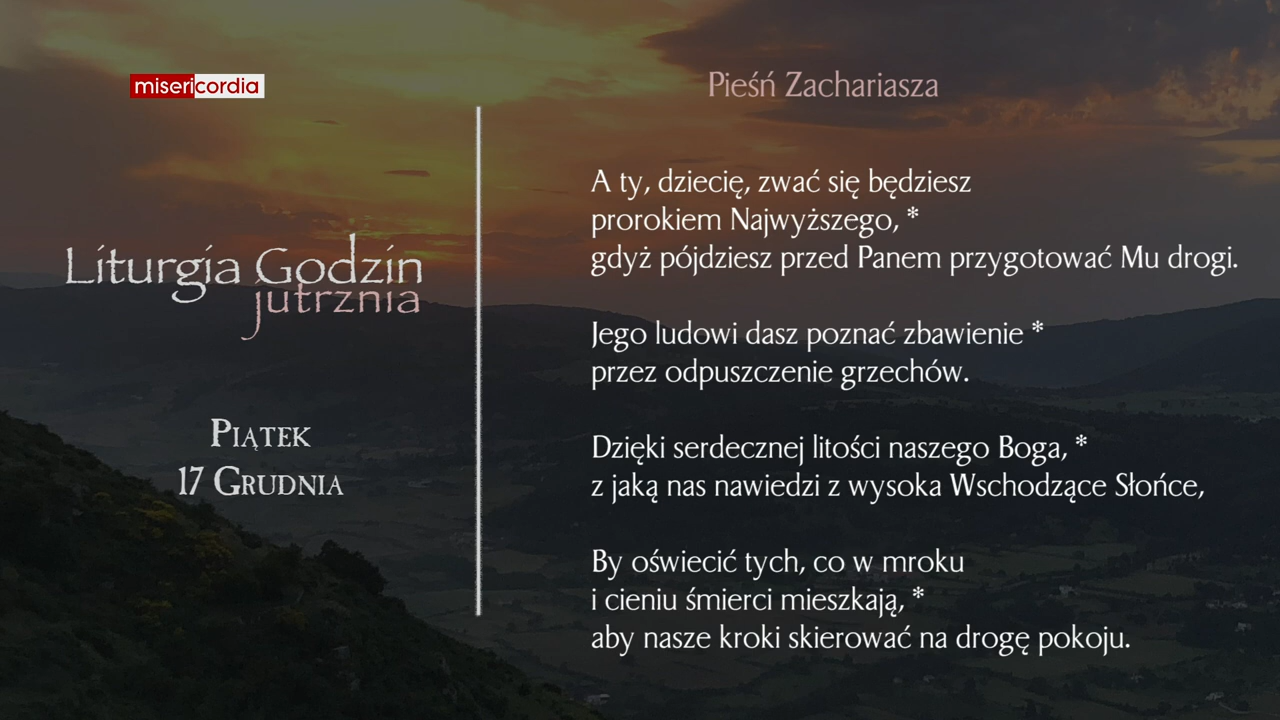 misericordia
Liturgia Godzin
jutrznia
Piątek
17 Grudnia
Pieśń Zachariasza
A ty, dziecię, zwać się będziesz
prorokiem Najwyższego, *
gdyż pójdziesz przed Panem przygotować Mu drogi.
Jego ludowi dasz poznać zbawienie *
przez odpuszczenie grzechów.
Dzięki serdecznej litości naszego Boga, *
z jaką nas nawiedzi z wysoka Wschodzące Słońce,
By oświecić tych, co w mroku
i cieniu śmierci mieszkają, *
aby nasze kroki skierować na drogę pokoju.